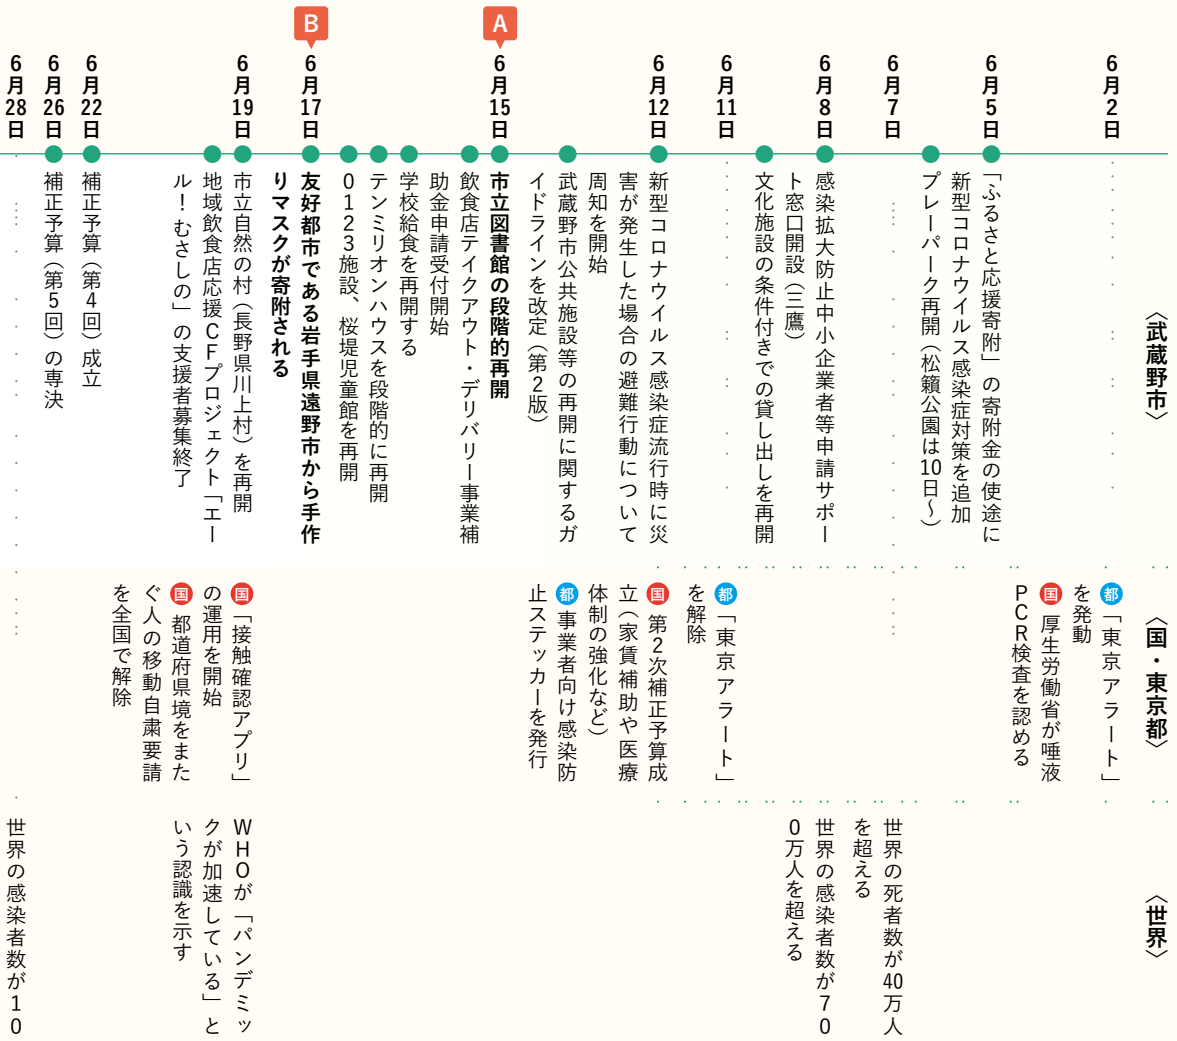 〈武蔵野市〉
〈国・東京都〉
〈世界〉
6月2日
都「東京アラート」
を発動
国 厚生労働省が唾液
PCR検査を認める
6月5日
「ふるさと応援寄附」の寄附金の使途に
新型コロナウイルス感染症対策を追加
プレーパーク再開（松籟公園は10日〜）
6月7日
世界の死者数が40万人
を超える
6月8日
感染拡大防止中小企業者等申請サポー
ト窓口開設（三鷹）
文化施設の条件付きでの貸し出しを再開
世界の感染者数が70
0万人を超える
6月11日
都「東京アラート」
を解除
6月12日
新型コロナウイルス感染症流行時に災
害が発生した場合の避難行動について
周知を開始
武蔵野市公共施設等の再開に関するガ
イドラインを改定（第2版）
国 第2次補正予算成
立（家賃補助や医療
体制の強化など）
都 事業者向け感染防
止ステッカーを発行
A
6月15日
市立図書館の段階的再開
飲食店テイクアウト・デリバリー事業補
助金申請受付開始
学校給食を再開する
テンミリオンハウスを段階的に再開
0123施設、桜堤児童館を再開
B
6月17日
友好都市である岩手県遠野市から手作
りマスクが寄附される
6月19日
市立自然の村（長野県川上村）を再開
地域飲食店応援CFプロジェクト「エー
ル！むさしの」の支援者募集終了
国「接触確認アプリ」
の運用を開始
国 都道府県境をまた
ぐ人の移動自粛要請
を全国で解除
WHOが「パンデミッ
クが加速している」と
いう認識を示す
6月22日
補正予算（第4回）成立
6月26日
補正予算（第5回）の専決
6月28日
世界の感染者数が10